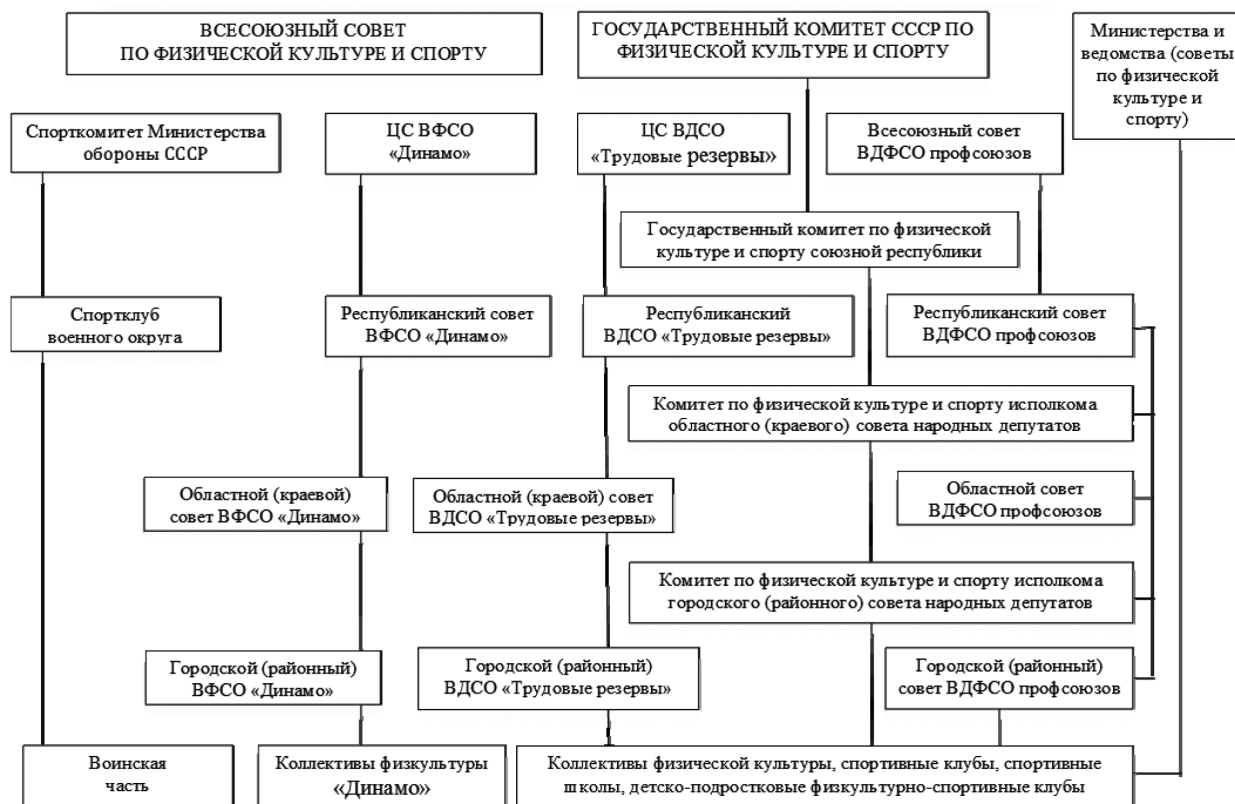 ВСЕСОЮЗНЫЙ СОВЕТ
ПО ФИЗИЧЕСКОЙ КУЛЬТУРЕ И СПОРТУ
ГОСУДАРСТВЕННЫЙ КОМИТЕТ СССР ПО
ФИЗИЧЕСКОЙ КУЛЬТУРЕ И СПОРТУ
Министерства и
ведомства (советы
по физической
культуре и
спорту)
Спорткомитет Министерства
обороны СССР
ЦС ВФСО
«Динамо»
ЦС ВДСО
«Трудовые резервы»
Всесоюзный совет
ВДФСО профсоюзов
Государственный комитет по физической
культуре и спорту союзной республики
Спортклуб
военного округа
Республиканский совет
ВФСО «Динамо»
Республиканский
ВДСО «Трудовые резервы»
Республиканский совет
ВДФСО профсоюзов
Комитет по физической культуре и спорту исполкома
областного (краевого) совета народных депутатов
Областной (краевой)
совет ВФСО «Динамо»
Областной (краевой) совет
ВДСО «Трудовые резервы»
Областной совет
ВДФСО профсоюзов
Комитет по физической культуре и спорту исполкома
городского (районного) совета народных депутатов
Городской (районный)
ВФСО «Динамо»
Городской (районный)
ВДСО «Трудовые резервы»
Городской (районный)
совет ВДФСО профсоюзов
Воинская
часть
Коллективы физкультуры
«Динамо»
Коллективы физической культуры, спортивные клубы, спортивные
школы, детско-подростковые физкультурно-спортивные клубы